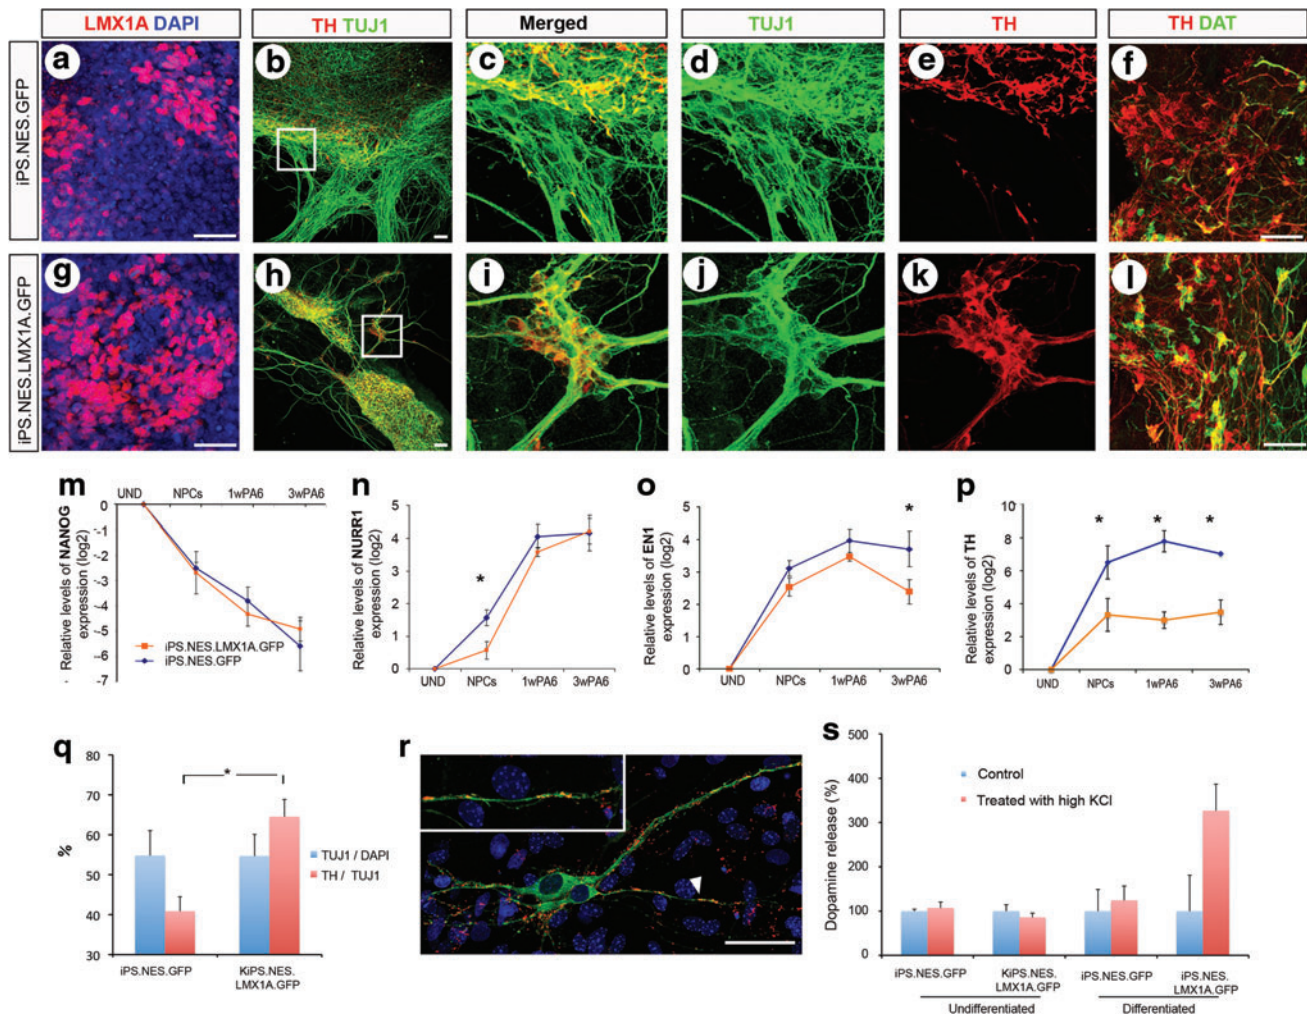 LMX1A DAPI
TH TUJ1
Merged
TUJ1
TH
TH DAT
iPS.NES.GFP
a
b
c
d
e
f
iPS.NES.LMX1A.GFP
g
h
i
j
k
l
m
UND NPCs 1wPA6 3wPA6
0
-1
-2
-3
-4
-5
-6
-7
Relative levels of NANOG
expression (log2)
iPS.NES.LMX1A.GFP
iPS.NES.GFP
n
5
4
3
2
1
0
Relative levels of NURR1
expression (log2)
*
UND NPCs 1wPA6 3wPA6
o
5
4
3
2
1
0
Relative levels of EN1
expression (log2)
*
UND NPCs 1wPA6 3wPA6
p
10
8
6
4
2
0
Relative levels of TH
expression (log2)
* * *
UND NPCs 1wPA6 3wPA6
q
80
70
60
50
40
30
%
*
TUJ1 / DAPI
TH / TUJ1
iPS.NES.GFP
KiPS.NES.
LMX1A.GFP
r
s
500
400
300
200
100
0
Dopamine release (%)
Control
Treated with high KCl
iPS.NES.GFP
KiPS.NES.
LMX1A.GFP
iPS.NES.GFP
iPS.NES.
LMX1A.GFP
Undifferentiated
Differentiated